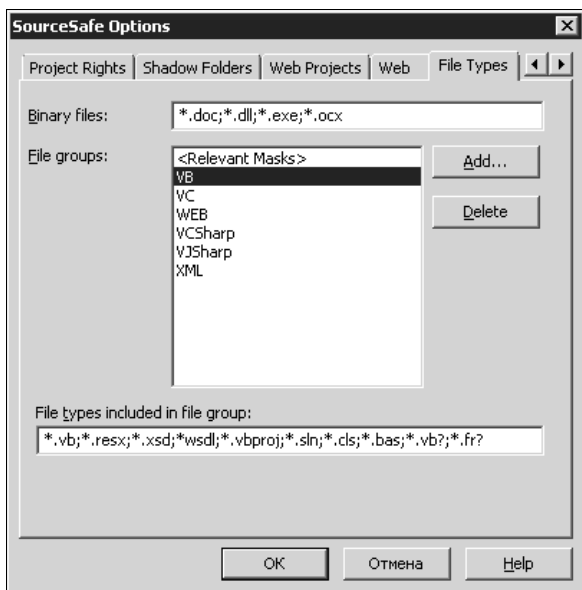 SourceSafe Options
Project Rights Shadow Folders Web Projects Web File Types
Binary files: *.doc;*.dll;*.exe;*.ocx
File groups: <Relevant Masks> Add...
VB
VC Delete
WEB
VCSharp
VJSharp
XML
File types included in file group:
*.vb;*.resx;*.xsd;*wsdl;*.vbproj;*.sln;*.cls;*.bas;*.vb?;*.fr?
OK Отмена Help